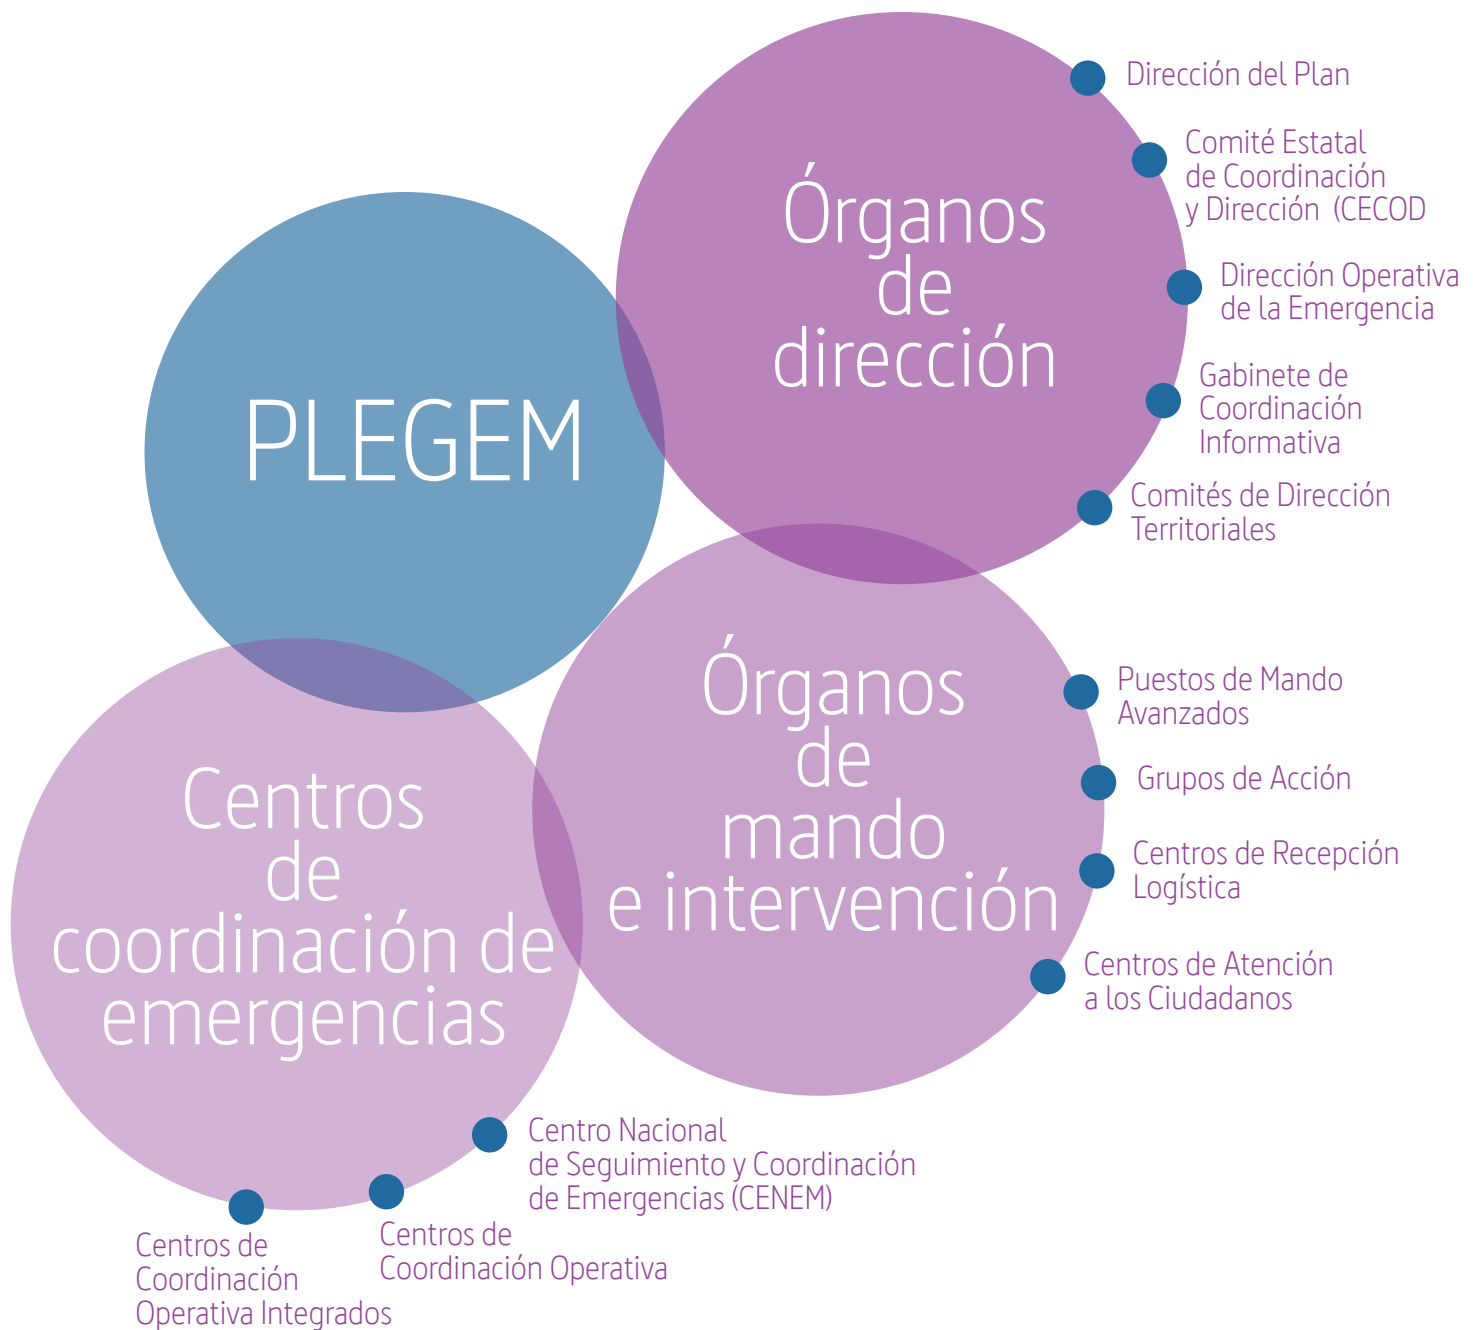 PLEGEM
Órganos
de
dirección
Dirección del Plan
Comité Estatal
de Coordinación
y Dirección  (CECOD
Dirección Operativa
de la Emergencia
Gabinete de
Coordinación
Informativa
Comités de Dirección
Territoriales
Órganos
de
mando
e intervención
Puestos de Mando
Avanzados
Grupos de Acción
Centros de Recepción
Logística
Centros de Atención
a los Ciudadanos
Centros
de
coordinación de
emergencias
Centro Nacional
de Seguimiento y Coordinación
de Emergencias (CENEM)
Centros de
Coordinación Operativa
Centros de
Coordinación
Operativa Integrados